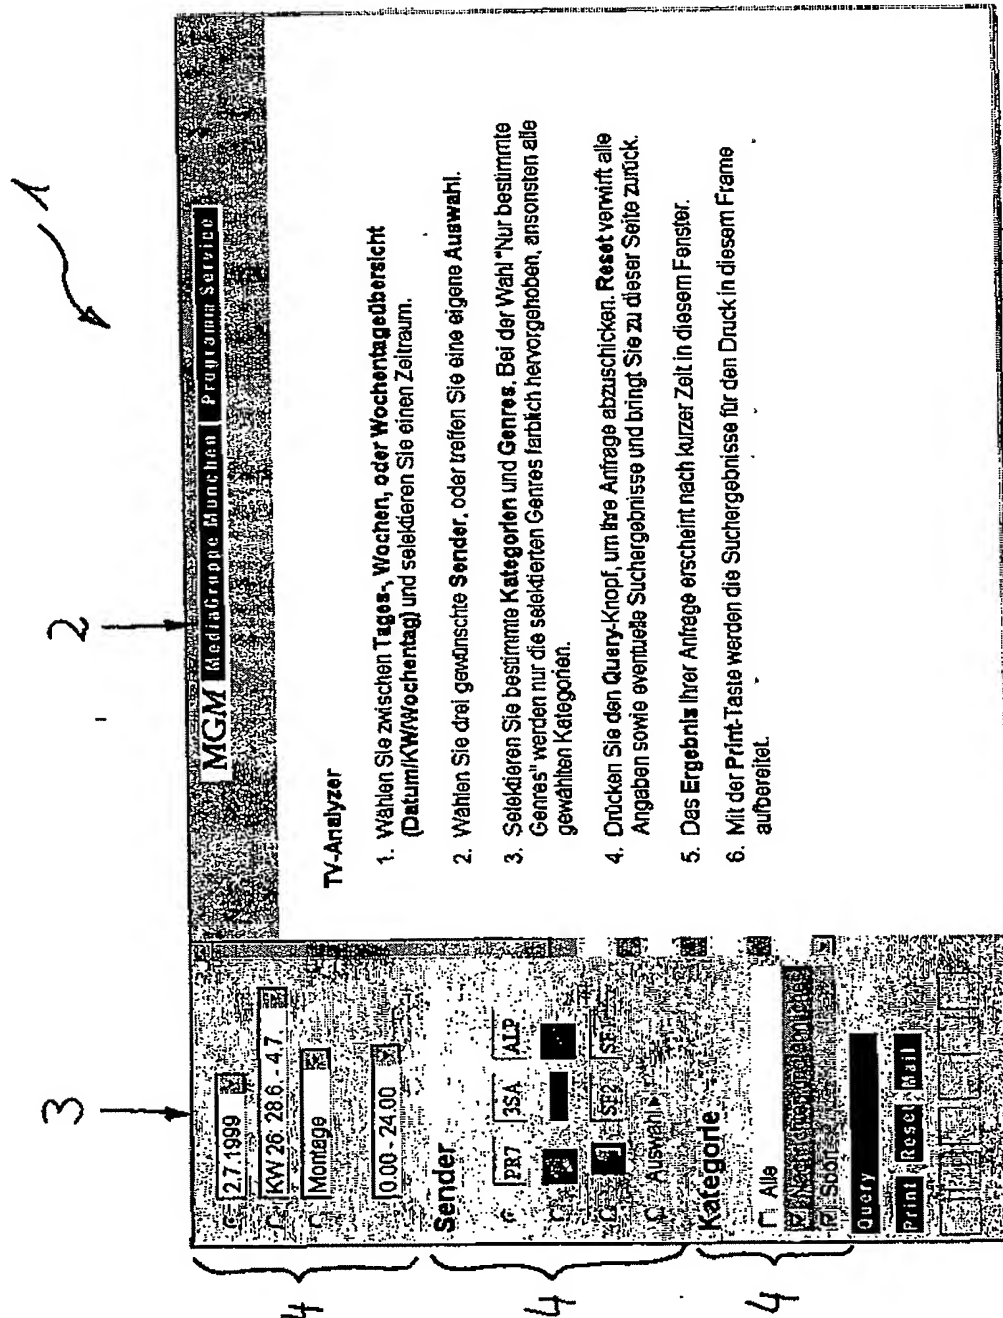 1
2
3
MGM MediaGruppe München Programm Service
2.7.1999
KW 26 28.6. - 4.7.
Montage
0.00 - 24.00
4
Sender
PR7 3SA ALP
SP2
Auswahl
4
Kategorie
Alle
4
Query
Print Reset Mail
TV-Analyzer
1. Wählen Sie zwischen Tages-, Wochen, oder Wochentageübersicht
(Datum/KW/Wochentag) und selektieren Sie einen Zeitraum.
2. Wählen Sie drei gewünschte Sender, oder treffen Sie eine eigene Auswahl.
3. Selektieren Sie bestimmte Kategorien und Genres. Bei der Wahl "Nur bestimmte
Genres" werden nur die selektierten Genres farblich hervorgehoben, ansonsten alle
gewählten Kategorien.
4. Drücken Sie den Query-Knopf, um Ihre Anfrage abzuschicken. Reset verwirft alle
Angaben sowie eventuelle Suchergebnisse und bringt Sie zu dieser Seite zurück.
5. Das Ergebnis Ihrer Anfrage erscheint nach kurzer Zeit in diesem Fenster.
6. Mit der Print-Taste werden die Suchergebnisse für den Druck in diesem Frame
aufbereitet.